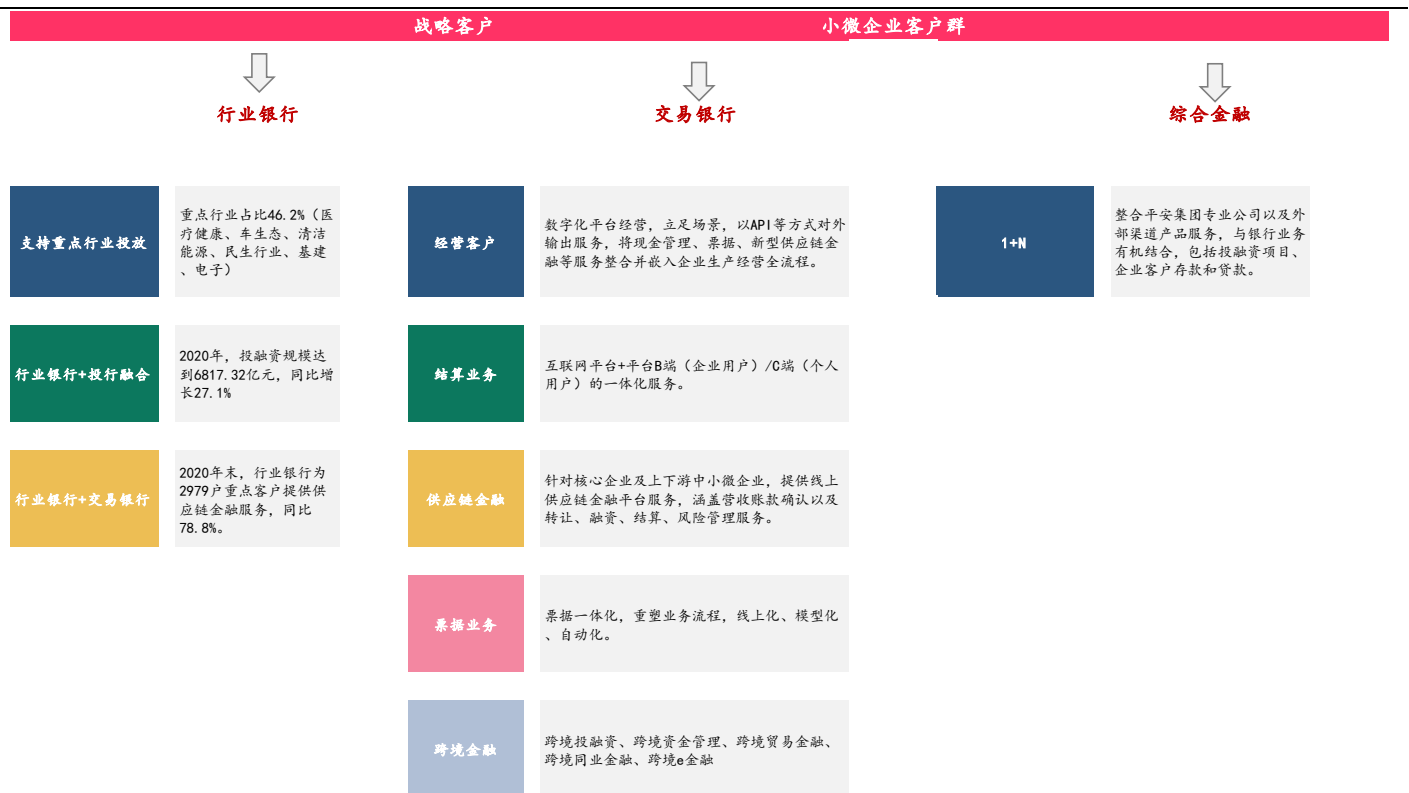 战略客户 小微企业客户群
行业银行
交易银行
综合金融
支持重点行业投放
重点行业占比46.2%（医
疗健康、车生态、清洁
能源、民生行业、基建
、电子）
行业银行+投行融合
2020年，投融资规模达
到6817.32亿元，同比增
长27.1%
行业银行+交易银行
2020年末，行业银行为
2979户重点客户提供供
应链金融服务，同比
78.8%。
经营客户
数字化平台经营，立足场景，以API等方式对外
输出服务，将现金管理、票据、新型供应链金
融等服务整合并嵌入企业生产经营全流程。
结算业务
互联网平台+平台B端（企业用户）/C端（个人
用户）的一体化服务。
供应链金融
针对核心企业及上下游中小微企业，提供线上
供应链金融平台服务，涵盖营收账款确认以及
转让、融资、结算、风险管理服务。
票据业务
票据一体化，重塑业务流程，线上化、模型化
、自动化。
跨境金融
跨境投融资、跨境资金管理、跨境贸易金融、
跨境同业金融、跨境e金融
1+N
整合平安集团专业公司以及外
部渠道产品服务，与银行业务
有机结合，包括投融资项目、
企业客户存款和贷款。